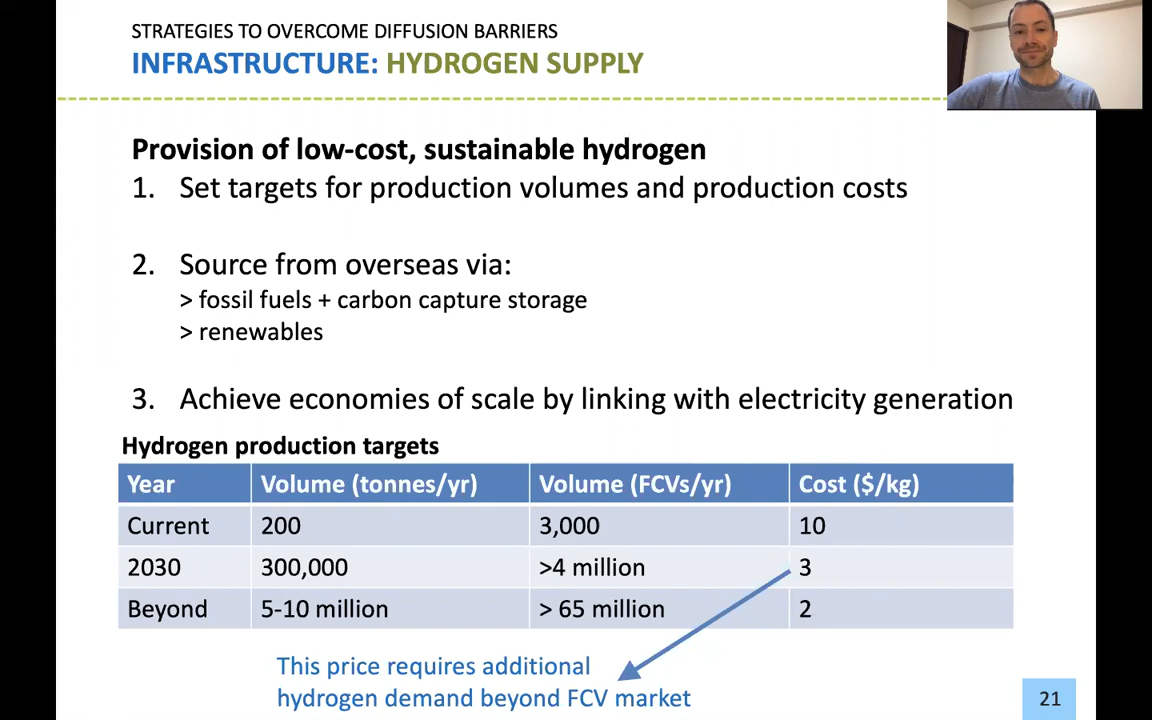 STRATEGIES TO OVERCOME DIFFUSION BARRIERS
INFRASTRUCTURE: HYDROGEN SUPPLY
Provision of low-cost, sustainable hydrogen
1. Set targets for production volumes and production costs
2. Source from overseas via:
> fossil fuels + carbon capture storage
> renewables
3. Achieve economies of scale by linking with electricity generation
Hydrogen production targets
Year Volume (tonnes/yr) Volume (FCVs/yr) Cost ($/kg)
Current 200 3,000 10
2030 300,000 >4 million 3
Beyond 5-10 million > 65 million 2
This price requires additional
hydrogen demand beyond FCV market
21